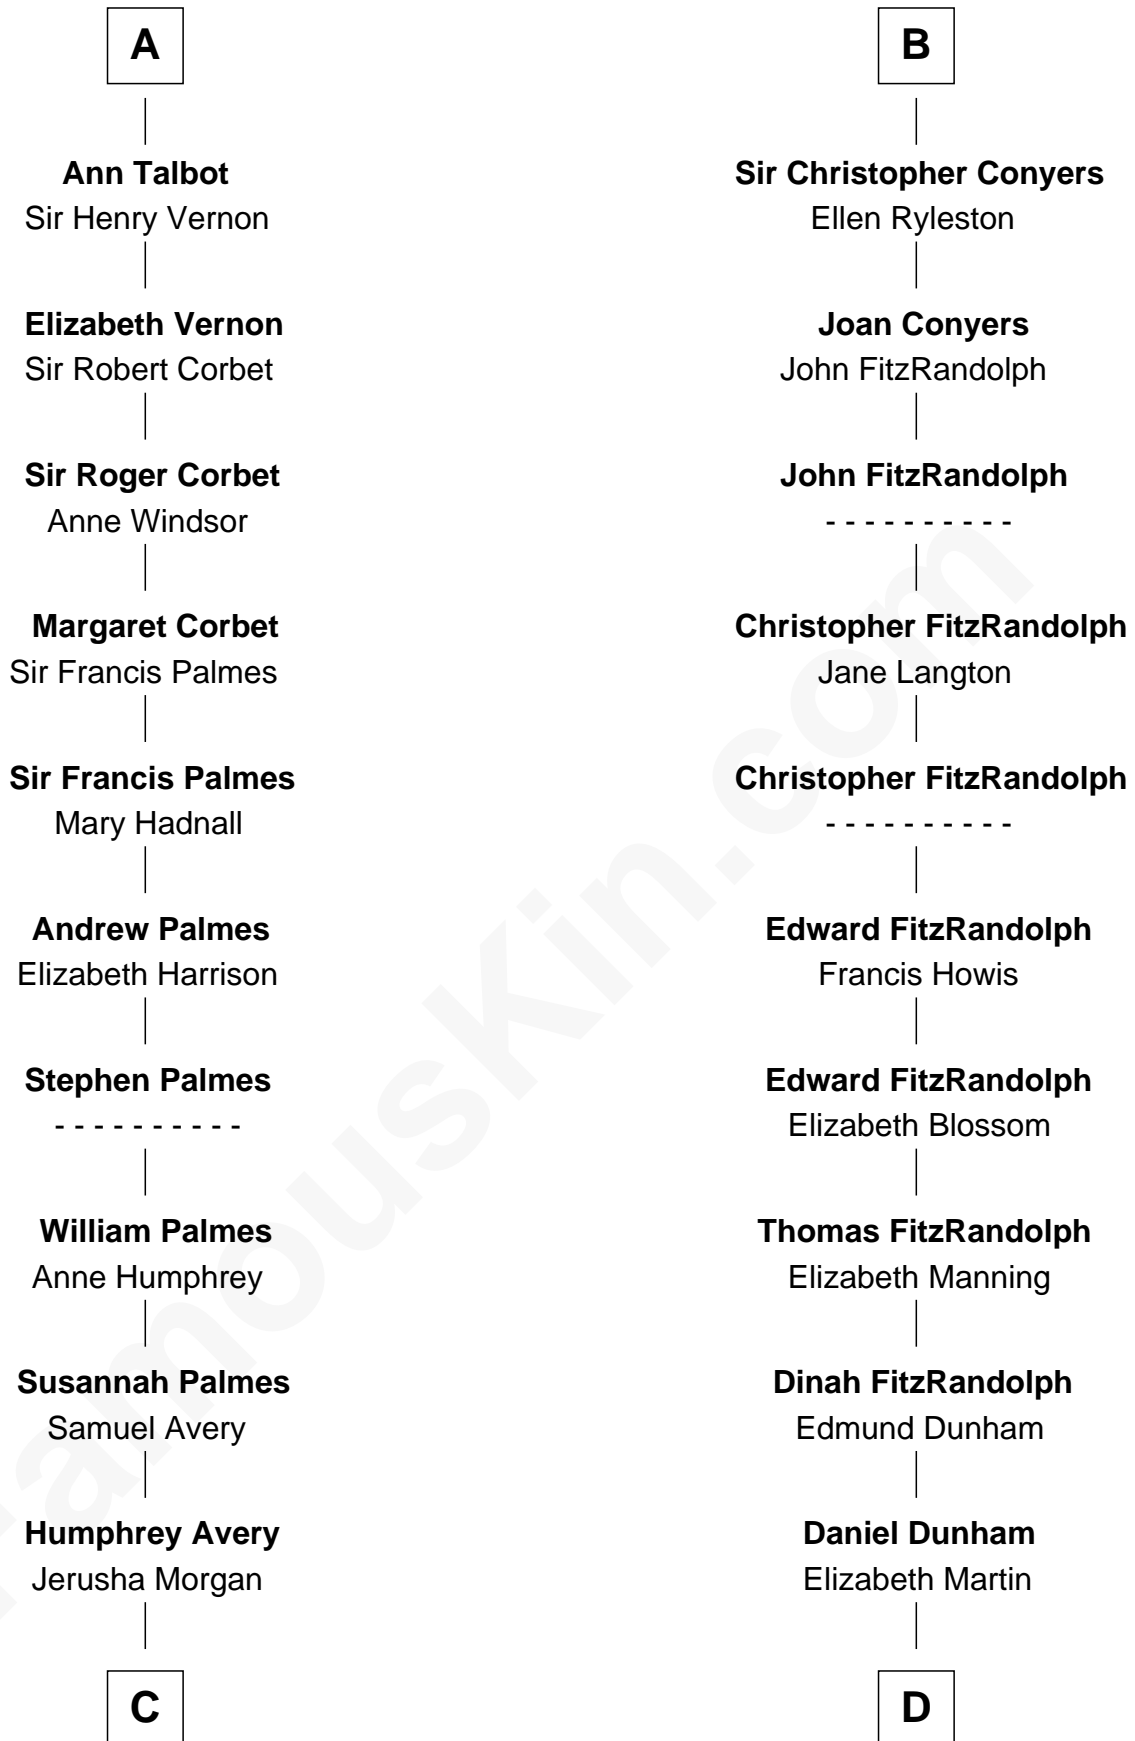 A
Ann Talbot
Sir Henry Vernon
Elizabeth Vernon
Sir Robert Corbet
Sir Roger Corbet
Anne Windsor
Margaret Corbet
Sir Francis Palmes
Sir Francis Palmes
Mary Hadnall
Andrew Palmes
Elizabeth Harrison
Stephen Palmes
- - - - - - - - - -
William Palmes
Anne Humphrey
Susannah Palmes
Samuel Avery
Humphrey Avery
Jerusha Morgan
C
B
Sir Christopher Conyers
Ellen Ryleston
Joan Conyers
John FitzRandolph
John FitzRandolph
- - - - - - - - - -
Christopher FitzRandolph
Jane Langton
Christopher FitzRandolph
- - - - - - - - - -
Edward FitzRandolph
Francis Howis
Edward FitzRandolph
Elizabeth Blossom
Thomas FitzRandolph
Elizabeth Manning
Dinah FitzRandolph
Edmund Dunham
Daniel Dunham
Elizabeth Martin
D
FamousKin.com